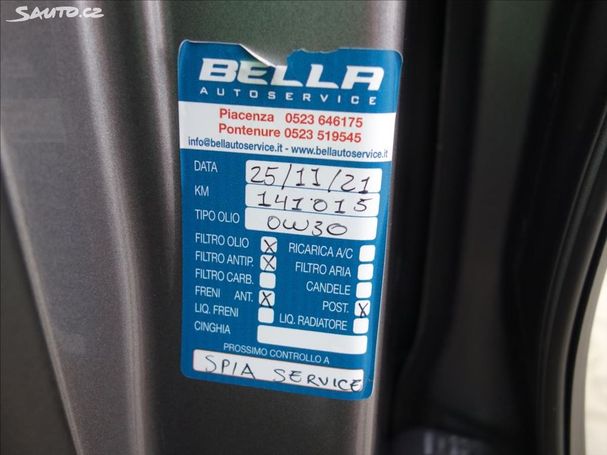 SAUTO.CZ
BELLA
AUTOSERVICE
Piacenza 0523 646175
Pontenure 0523 519545
info@bellautoservice.it - www.bellautoservice.it
DATA 25/11/21
KM 141015
TIPO OLIO 0W30
FILTRO OLIO X RICARICA A/C
FILTRO ANTIP. X FILTRO ARIA
FILTRO CARB. CANDELE
FRENI ANT. X POST. X
LIQ. FRENI LIQ. RADIATORE
CINGHIA
PROSSIMO CONTROLLO A
SPIA SERVICE